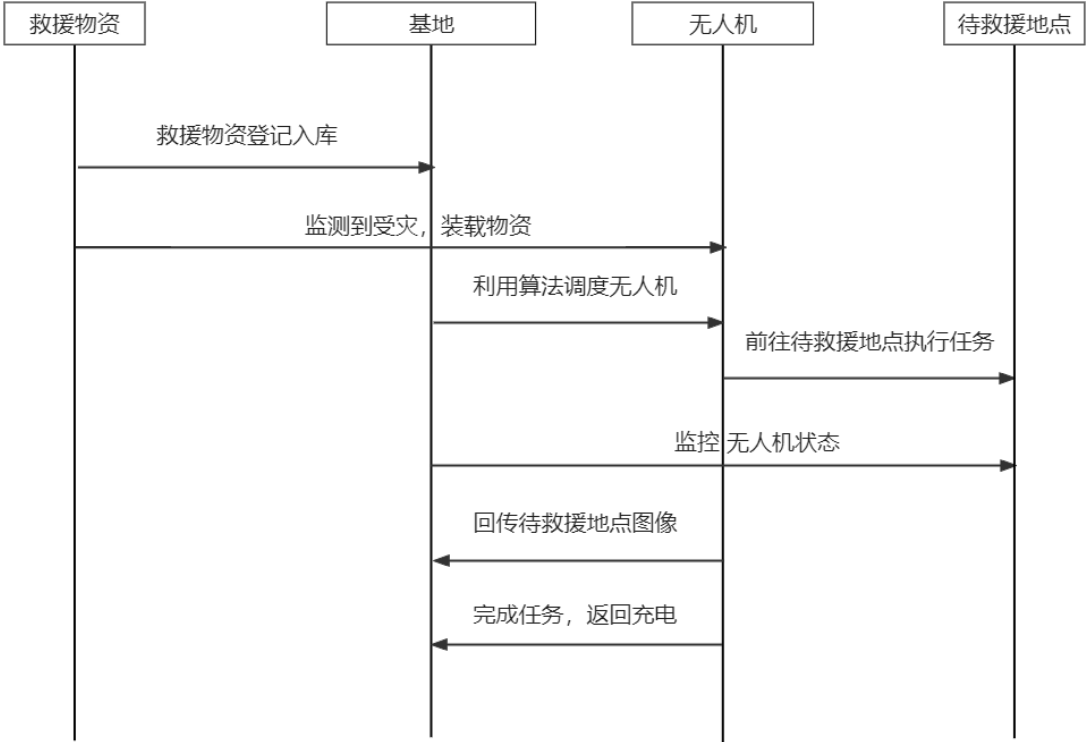 救援物资
基地
无人机
待救援地点
救援物资登记入库
监测到受灾，装载物资
利用算法调度无人机
前往待救援地点执行任务
监控无人机状态
回传待救援地点图像
完成任务，返回充电